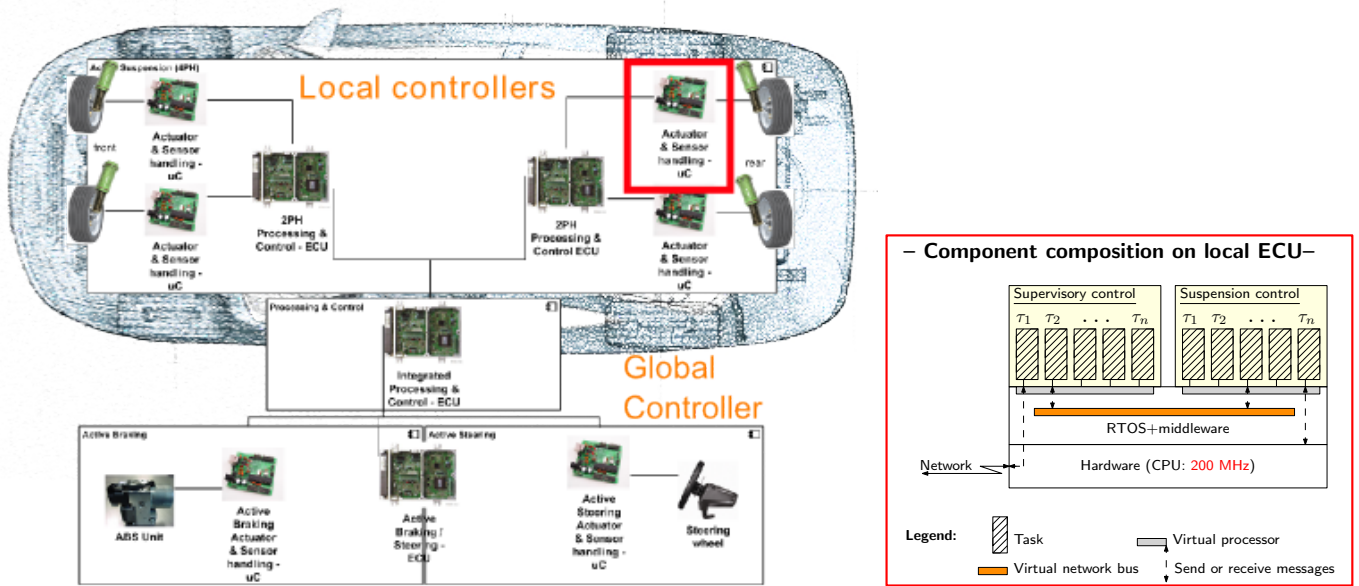 Active Suspension (4PH)
Local controllers
Actuator
& Sensor
handling -
uC
Actuator
& Sensor
handling -
uC
front
rear
2PH
Processing &
Control - ECU
2PH
Processing &
Control ECU
Actuator
& Sensor
handling -
uC
Actuator
& Sensor
handling -
uC
Processing & Control
Integrated
Processing &
Control - ECU
Global
Controller
Active Braking
Active Steering
ABS Unit
Active
Braking
Actuator
& Sensor
handling -
uC
Active
Braking /
Steering -
ECU
Active
Steering
Actuator
& Sensor
handling -
uC
Steering
wheel
– Component composition on local ECU–
Supervisory control
Suspension control
τ1 τ2 . . . τn
τ1 τ2 . . . τn
RTOS+middleware
Network
Hardware (CPU: 200 MHz)
Legend:
Task
Virtual processor
Virtual network bus
Send or receive messages